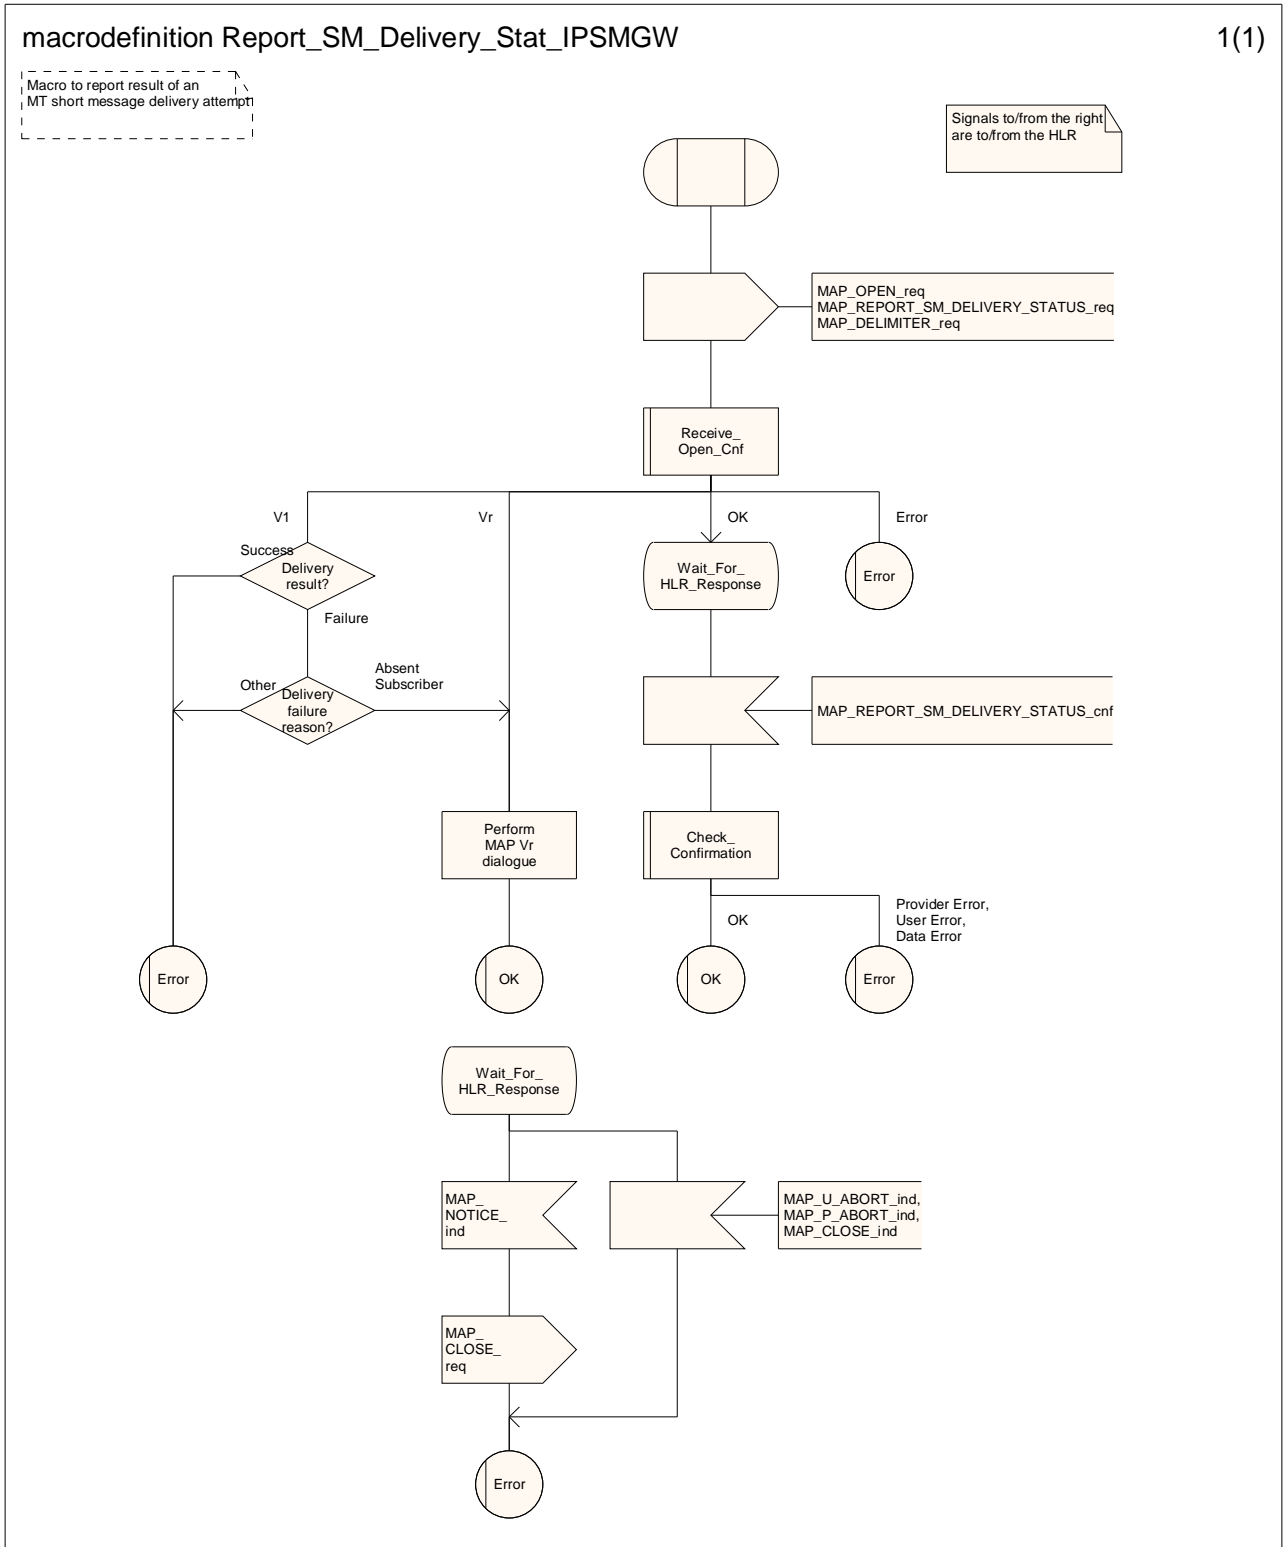 macrodefinition Report_SM_Delivery_Stat_IPSMGW
1(1)
Macro to report result of an
MT short message delivery attempt
Signals to/from the right
are to/from the HLR
MAP_OPEN_req
MAP_REPORT_SM_DELIVERY_STATUS_req
MAP_DELIMITER_req
Receive_
Open_Cnf
V1
Vr
OK
Error
Success
Delivery
result?
Wait_For_
HLR_Response
Error
Failure
Other
Delivery
failure
reason?
Absent
Subscriber
MAP_REPORT_SM_DELIVERY_STATUS_cnf
Perform
MAP Vr
dialogue
Check_
Confirmation
OK
Provider Error,
User Error,
Data Error
Error
OK
OK
Error
Wait_For_
HLR_Response
MAP_
NOTICE_
ind
MAP_U_ABORT_ind,
MAP_P_ABORT_ind,
MAP_CLOSE_ind
MAP_
CLOSE_
req
Error